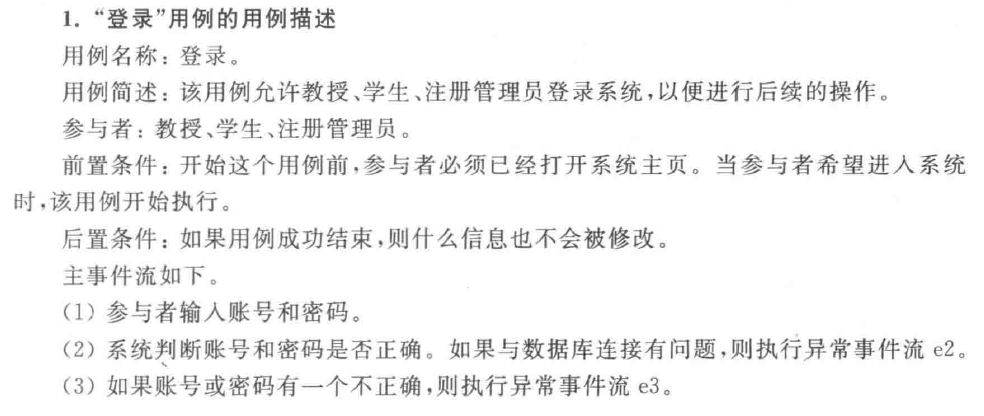 1. “登录”用例的用例描述
用例名称：登录。
用例简述：该用例允许教授、学生、注册管理员登录系统，以便进行后续的操作。
参与者：教授、学生、注册管理员。
前置条件：开始这个用例前，参与者必须已经打开系统主页。当参与者希望进入系统
时，该用例开始执行。
后置条件：如果用例成功结束，则什么信息也不会被修改。
主事件流如下。
（1）参与者输入账号和密码。
（2）系统判断账号和密码是否正确。如果与数据库连接有问题，则执行异常事件流 e2。
（3）如果账号或密码有一个不正确，则执行异常事件流 e3。